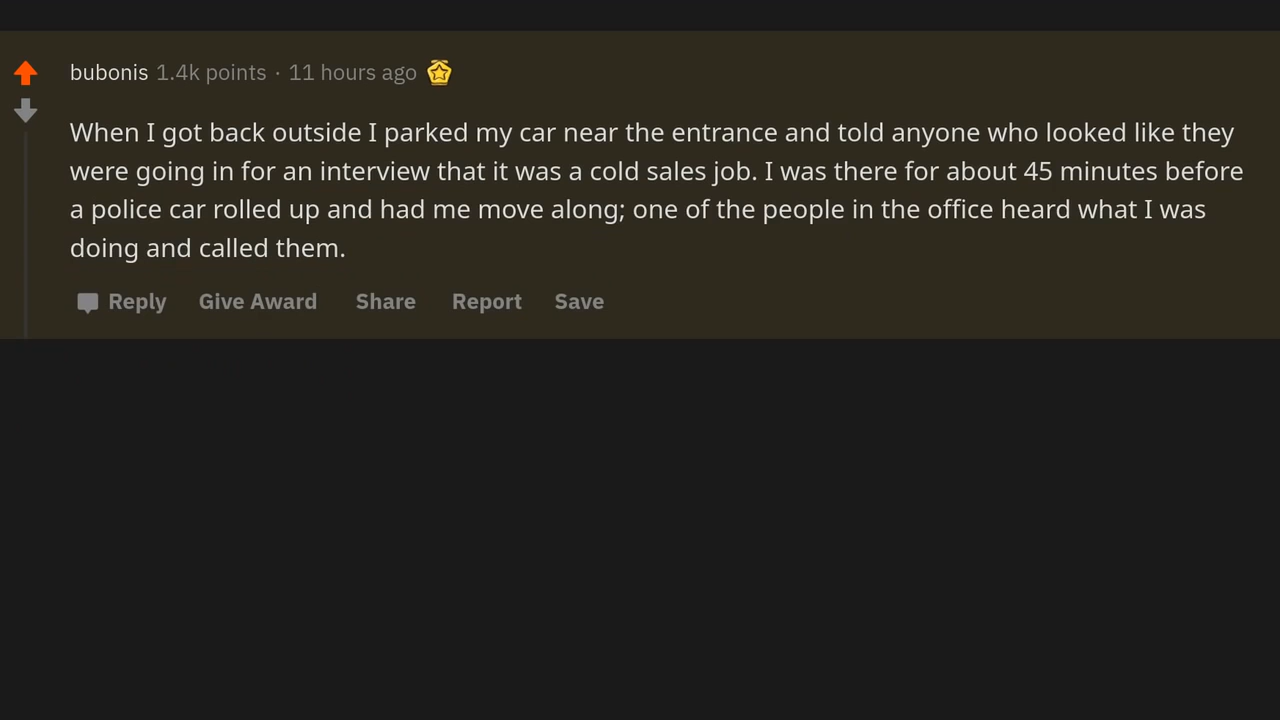 bubonis 1.4k points · 11 hours ago
When I got back outside I parked my car near the entrance and told anyone who looked like they
were going in for an interview that it was a cold sales job. I was there for about 45 minutes before
a police car rolled up and had me move along; one of the people in the office heard what I was
doing and called them.
Reply Give Award Share Report Save